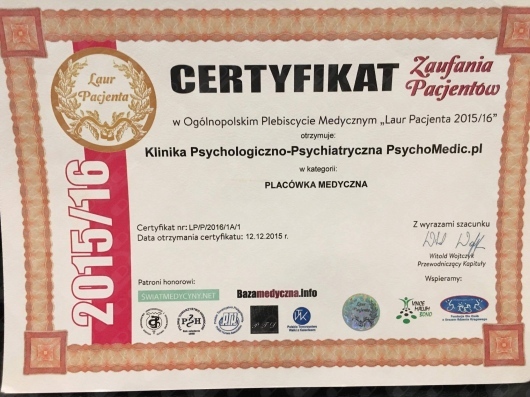 Laur
Pacjenta
2015/16
CERTYFIKAT
Zaufania
Pacjentów
w Ogólnopolskim Plebiscycie Medycznym „Laur Pacjenta 2015/16"
otrzymuje:
Klinika Psychologiczno-Psychiatryczna PsychoMedic.pl
w kategorii:
PLACÓWKA MEDYCZNA
Certyfikat nr: LP/P/2016/1A/1
Data otrzymania certyfikatu: 12.12.2015 r.
Z wyrazami szacunku
Witold Wojtczyk
Przewodniczący Kapituły
Patroni honorowi:
Wspieramy:
ŚWIATMEDYCYNY.NET
Bazamedyczna.Info
PZH